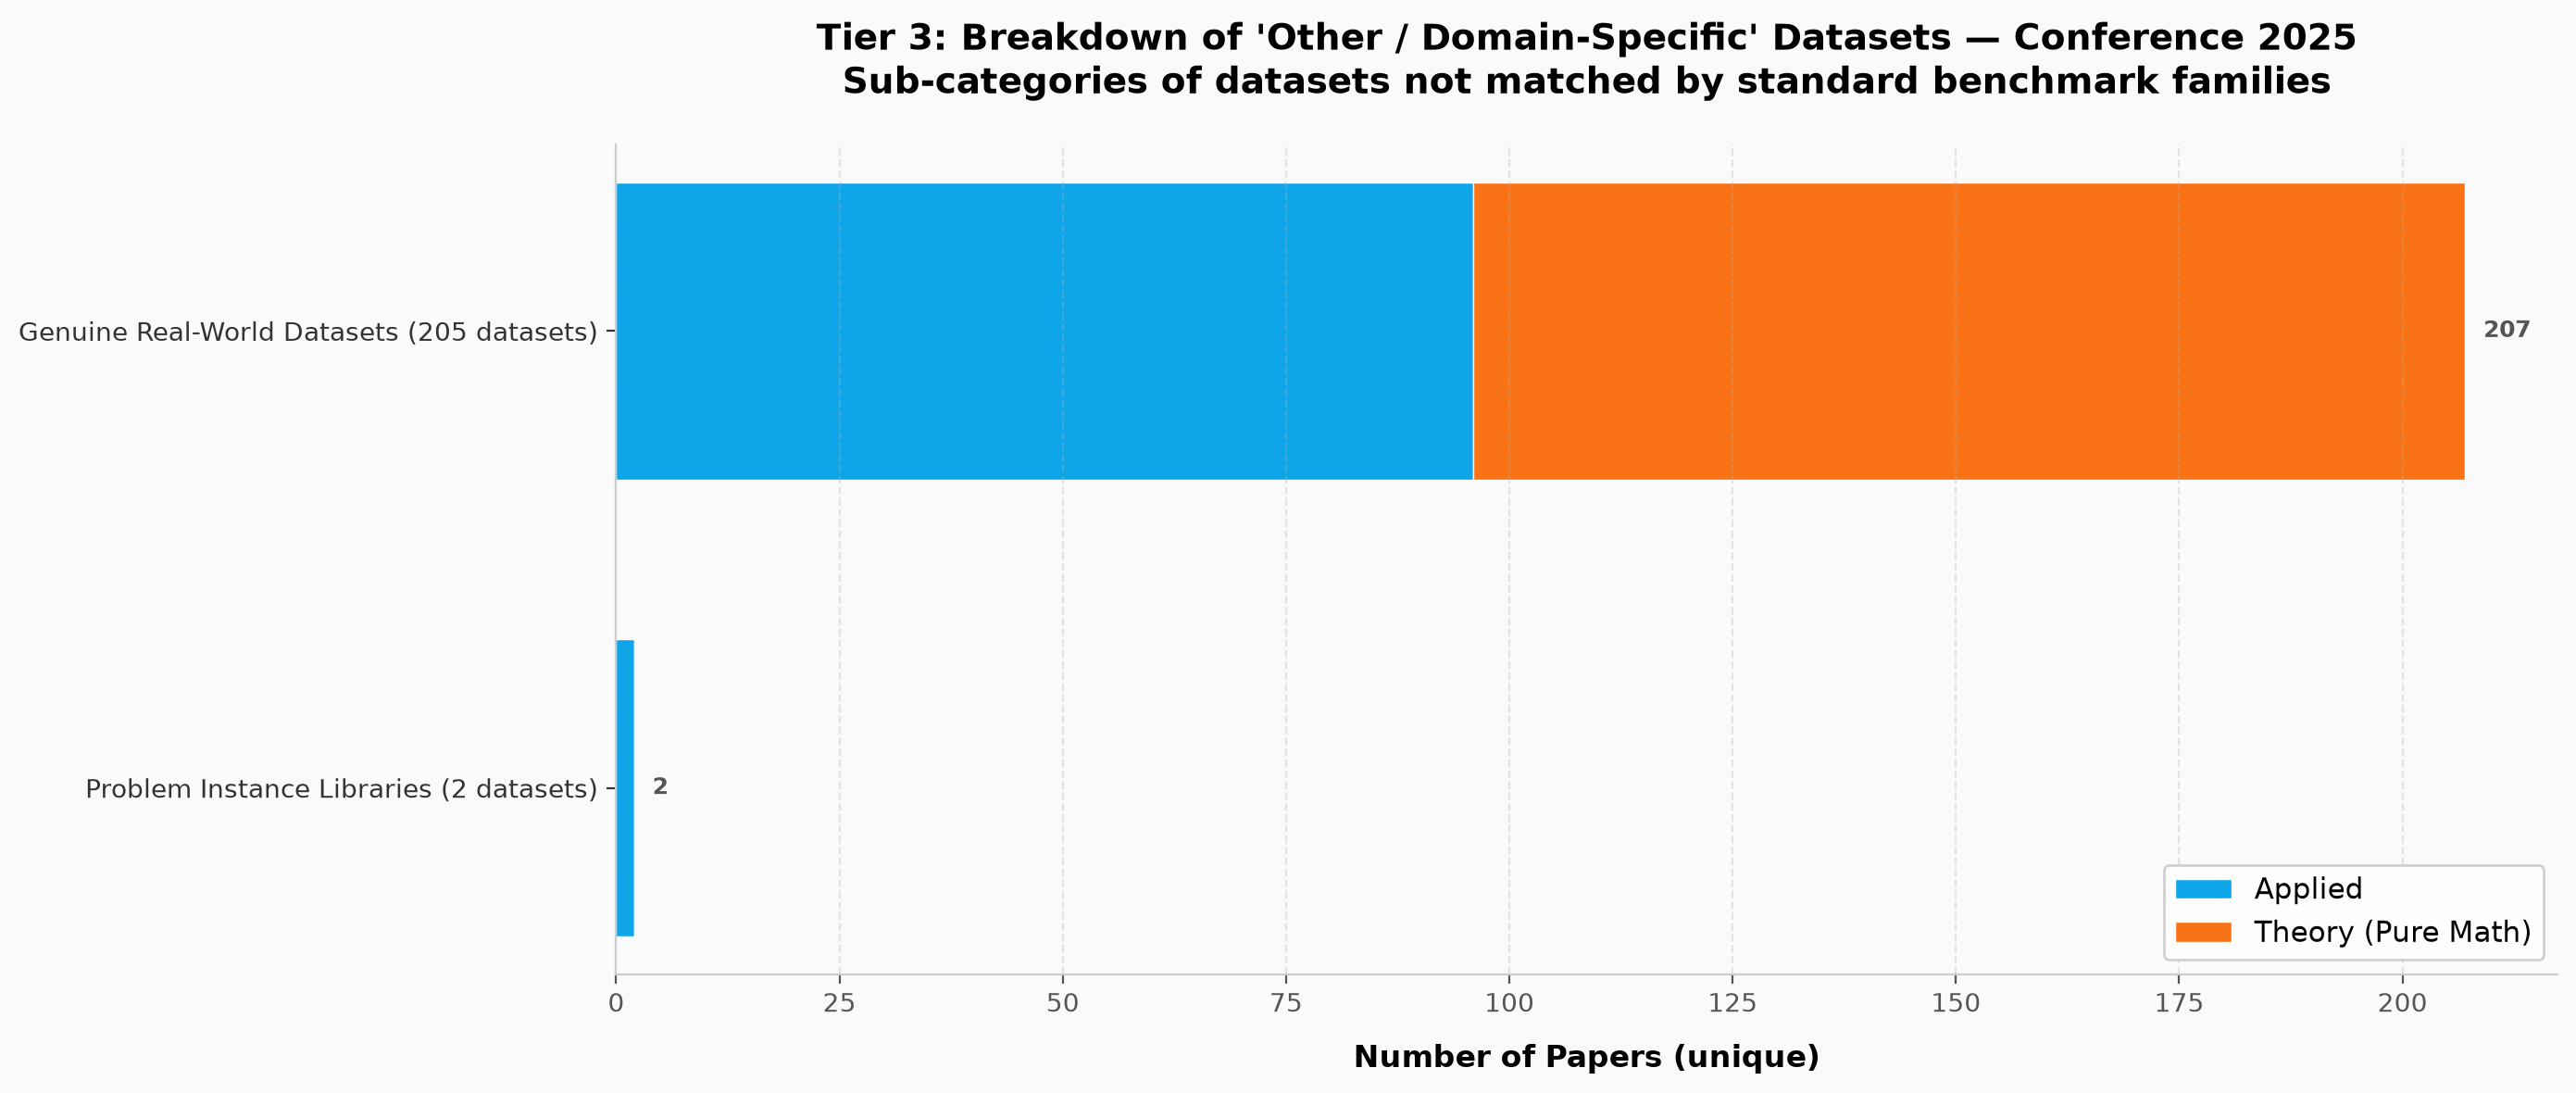 Tier 3: Breakdown of 'Other / Domain-Specific' Datasets — Conference 2025
Sub-categories of datasets not matched by standard benchmark families
Genuine Real-World Datasets (205 datasets)
207
Problem Instance Libraries (2 datasets)
2
Applied
Theory (Pure Math)
0 25 50 75 100 125 150 175 200
Number of Papers (unique)